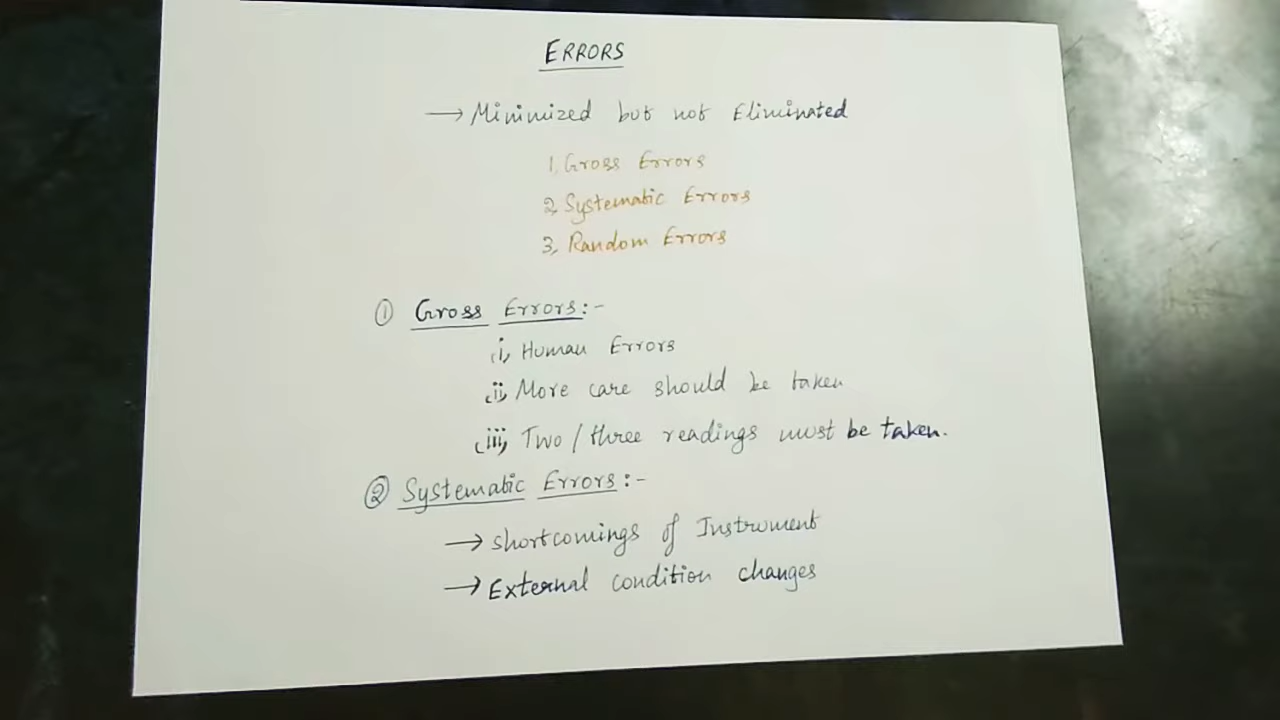 ERRORS
→ Minimized but not Eliminated
1. Gross Errors
2. Systematic Errors
3. Random Errors
① Gross Errors:-
(i) Human Errors
(ii) More care should be taken
(iii) Two / three readings must be taken.
② Systematic Errors:-
→ Shortcomings of Instrument
→ External condition changes